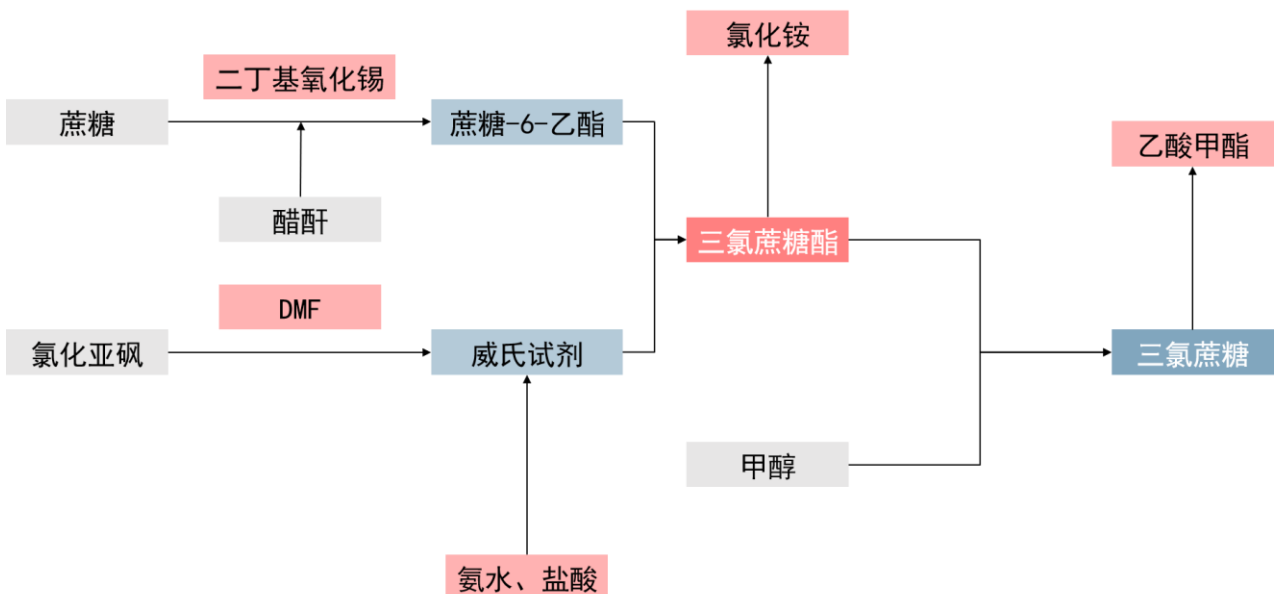 氯化铵
二丁基氧化锡
蔗糖
蔗糖-6-乙酯
乙酸甲酯
醋酐
三氯蔗糖酯
DMF
氯化亚砜
威氏试剂
三氯蔗糖
甲醇
氨水、盐酸